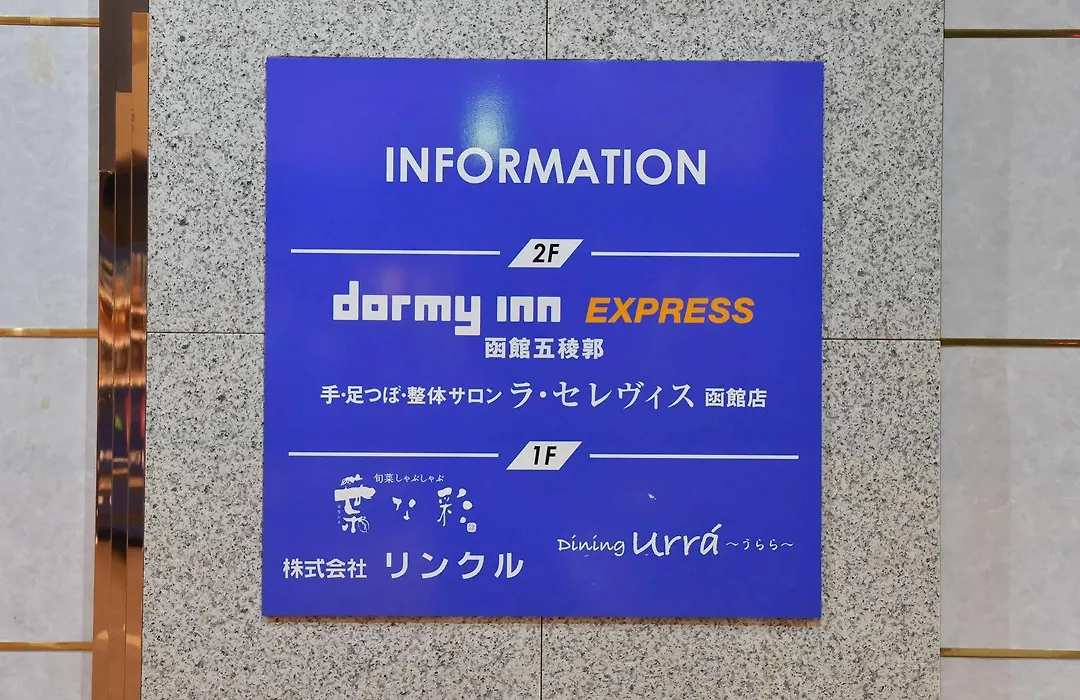 INFORMATION
2F
dormy inn EXPRESS
函館五稜郭
手・足つぼ・整体サロン ラ・セレヴィス 函館店
1F
旬菜しゃぶしゃぶ
葉な彩
株式会社 リンクル
Dining Urrá ～うらら～